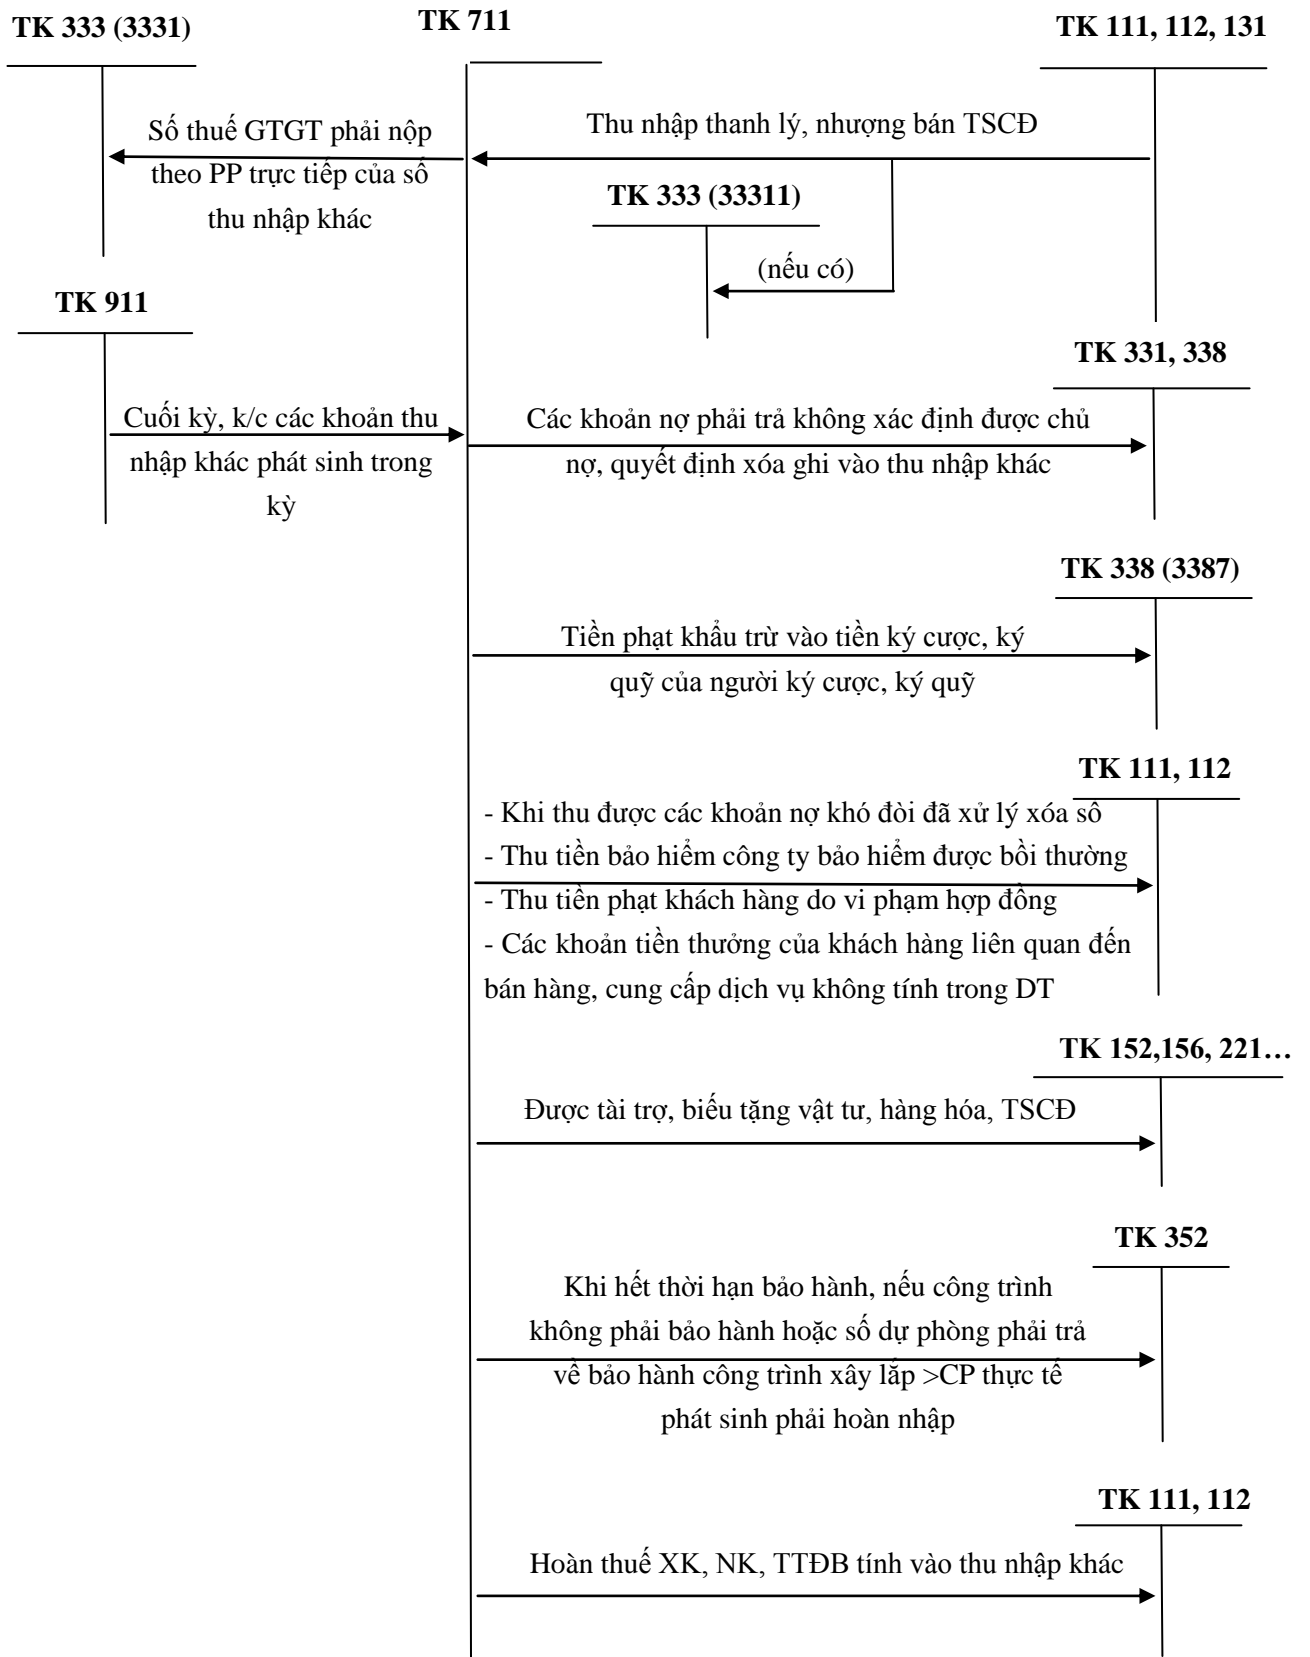 TK 333 (3331)
TK 711
TK 111, 112, 131
Số thuế GTGT phải nộp
theo PP trực tiếp của số
thu nhập khác
Thu nhập thanh lý, nhượng bán TSCĐ
TK 333 (33311)
(nếu có)
TK 911
Cuối kỳ, k/c các khoản thu
nhập khác phát sinh trong
kỳ
TK 331, 338
Các khoản nợ phải trả không xác định được chủ
nợ, quyết định xóa ghi vào thu nhập khác
TK 338 (3387)
Tiền phạt khẩu trừ vào tiền ký cược, ký
quỹ của người ký cược, ký quỹ
TK 111, 112
- Khi thu được các khoản nợ khó đòi đã xử lý xóa sô
- Thu tiền bảo hiểm công ty bảo hiểm được bồi thường
- Thu tiền phạt khách hàng do vi phạm hợp đồng
- Các khoản tiền thưởng của khách hàng liên quan đến
bán hàng, cung cấp dịch vụ không tính trong DT
TK 152,156, 221…
Được tài trợ, biếu tặng vật tư, hàng hóa, TSCĐ
TK 352
Khi hết thời hạn bảo hành, nếu công trình
không phải bảo hành hoặc số dự phòng phải trả
về bảo hành công trình xây lắp >CP thực tế
phát sinh phải hoàn nhập
TK 111, 112
Hoàn thuế XK, NK, TTĐB tính vào thu nhập khác